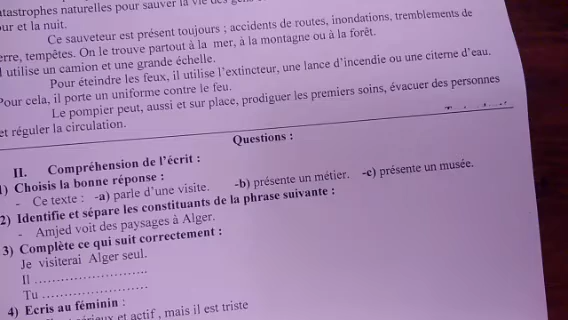 catastrophes naturelles pour sauver la vie des
jour et la nuit.
Ce sauveteur est présent toujours ; accidents de routes, inondations, tremblements de
terre, tempêtes. On le trouve partout à la mer, à la montagne ou à la forêt.
Il utilise un camion et une grande échelle.
Pour éteindre les feux, il utilise l'extincteur, une lance d'incendie ou une citerne d'eau.
Pour cela, il porte un uniforme contre le feu.
Le pompier peut, aussi et sur place, prodiguer les premiers soins, évacuer des personnes
et réguler la circulation.
Questions :
II. Compréhension de l'écrit :
1) Choisis la bonne réponse :
- Ce texte : -a) parle d'une visite. -b) présente un métier. -c) présente un musée.
2) Identifie et sépare les constituants de la phrase suivante :
- Amjed voit des paysages à Alger.
3) Complète ce qui suit correctement :
Je visiterai Alger seul.
Il ........................
Tu ........................
4) Ecris au féminin :
et actif , mais il est triste